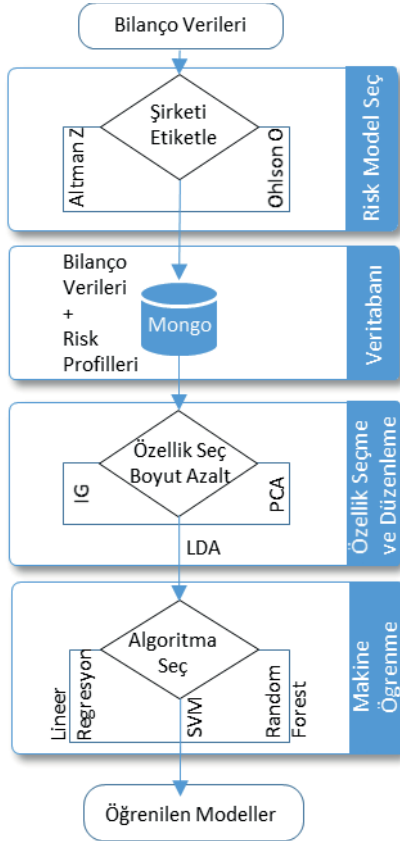 Bilanço Verileri
Şirketi
Etiketle
Altman Z
Ohlson O
Risk Model Seç
Bilanço
Verileri
+
Risk
Profilleri
Mongo
Veritabanı
Özellik Seç
Boyut Azalt
IG
PCA
LDA
Özellik Seçme
ve Düzenleme
Algoritma
Seç
Lineer
Regresyon
SVM
Random
Forest
Makine
Ögrenme
Öğrenilen Modeller